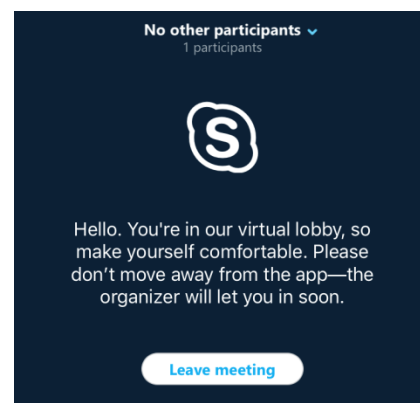 No other participants
1 participants
S
Hello. You're in our virtual lobby, so
make yourself comfortable. Please
don’t move away from the app—the
organizer will let you in soon.
Leave meeting